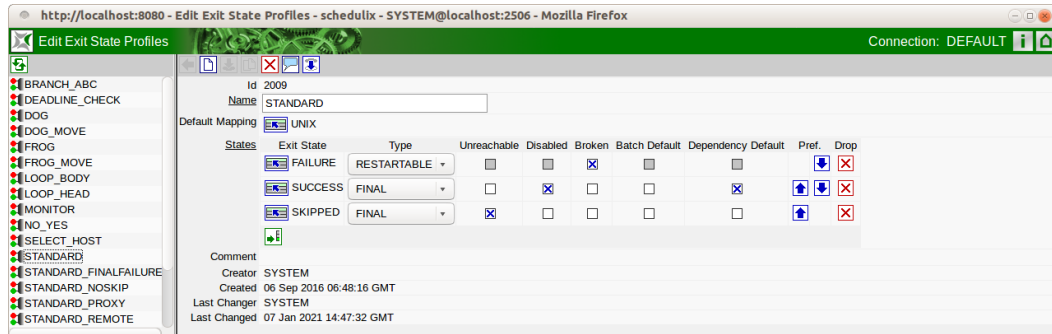 http://localhost:8080 - Edit Exit State Profiles - schedulix - SYSTEM@localhost:2506 - Mozilla Firefox
Edit Exit State Profiles
Connection: DEFAULT
BRANCH_ABC
DEADLINE_CHECK
DOG
DOG_MOVE
FROG
FROG_MOVE
LOOP_BODY
LOOP_HEAD
MONITOR
NO_YES
SELECT_HOST
STANDARD
STANDARD_FINALFAILURE
STANDARD_NOSKIP
STANDARD_PROXY
STANDARD_REMOTE
Id 2009
Name STANDARD
Default Mapping UNIX
States Exit State Type Unreachable Disabled Broken Batch Default Dependency Default Pref. Drop
FAILURE RESTARTABLE
SUCCESS FINAL
SKIPPED FINAL
Comment
Creator SYSTEM
Created 06 Sep 2016 06:48:16 GMT
Last Changer SYSTEM
Last Changed 07 Jan 2021 14:47:32 GMT